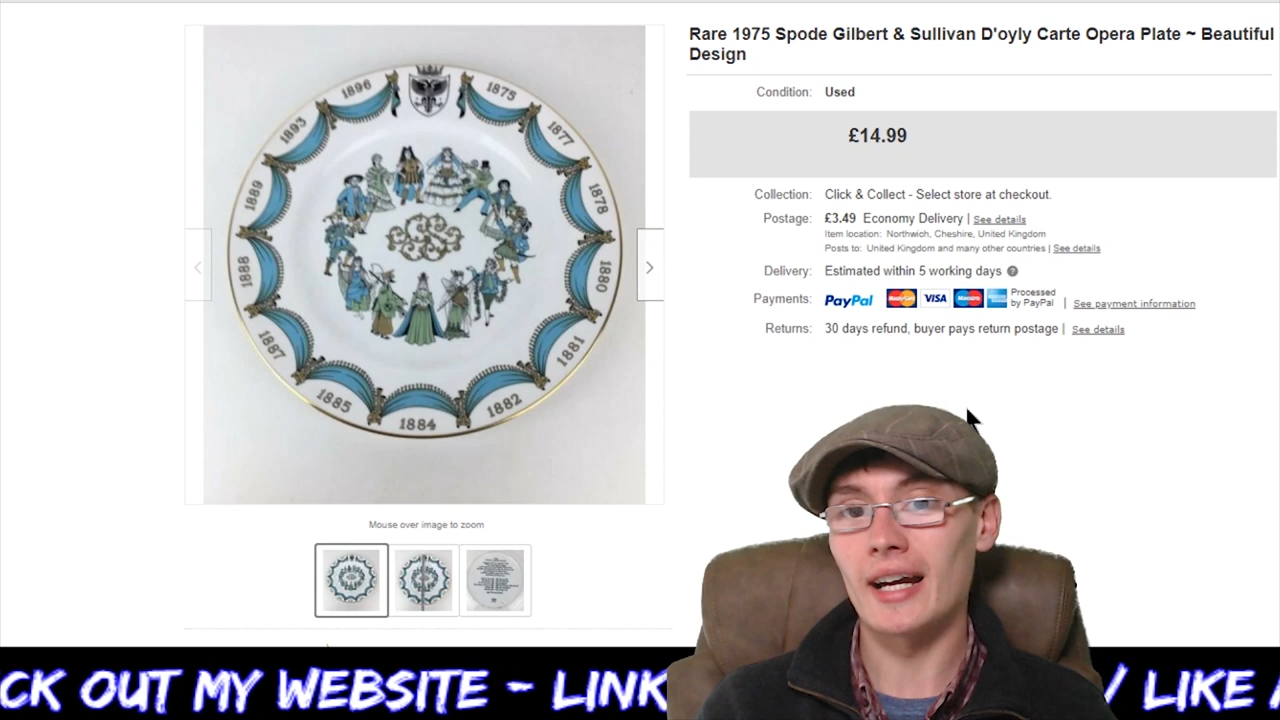 Rare 1975 Spode Gilbert & Sullivan D'oyly Carte Opera Plate ~ Beautiful
Design
Condition: Used
£14.99
Collection: Click & Collect - Select store at checkout.
Postage: £3.49 Economy Delivery | See details
Item location: Northwich, Cheshire, United Kingdom
Posts to: United Kingdom and many other countries | See details
Delivery: Estimated within 5 working days
Payments: PayPal MasterCard VISA Maestro Processed
by PayPal | See payment information
Returns: 30 days refund, buyer pays return postage | See details
1875
1877
1878
1880
1881
1882
1884
1885
1887
1888
1889
1893
1896
Mouse over image to zoom
CK OUT MY WEBSITE - LINK / LIKE A